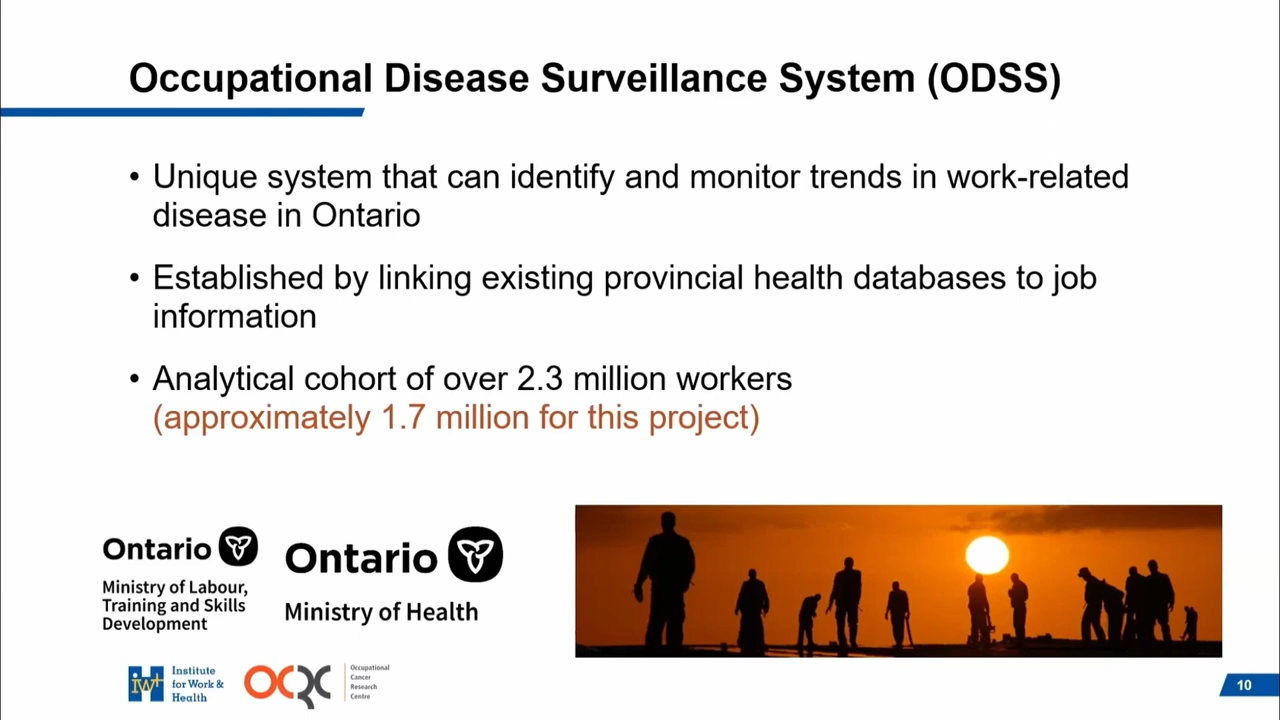 Occupational Disease Surveillance System (ODSS)
• Unique system that can identify and monitor trends in work-related
disease in Ontario
• Established by linking existing provincial health databases to job
information
• Analytical cohort of over 2.3 million workers
(approximately 1.7 million for this project)
Ontario
Ministry of Labour,
Training and Skills
Development
Ontario
Ministry of Health
iw+
Institute
for Work &
Health
OCRC
Occupational
Cancer
Research
Centre
10